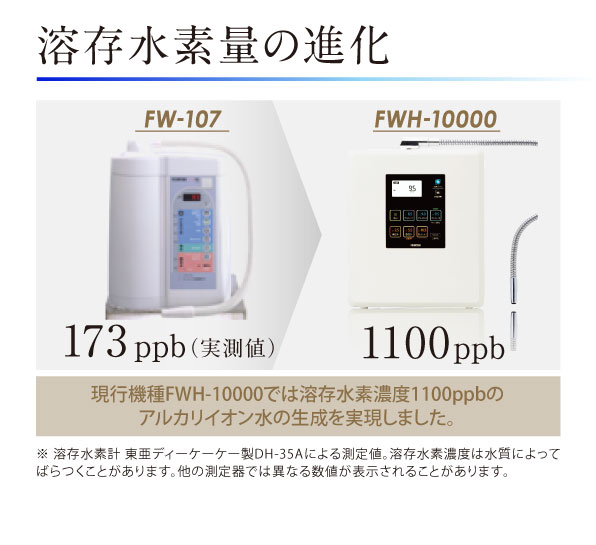 溶存水素量の進化
FW-107
FWH-10000
9.5
173 ppb（実測値）
1100 ppb
現行機種FWH-10000では溶存水素濃度1100ppbの
アルカリイオン水の生成を実現しました。
※ 溶存水素計 東亜ディーケーケー製DH-35Aによる測定値。溶存水素濃度は水質によって
ばらつくことがあります。他の測定器では異なる数値が表示されることがあります。